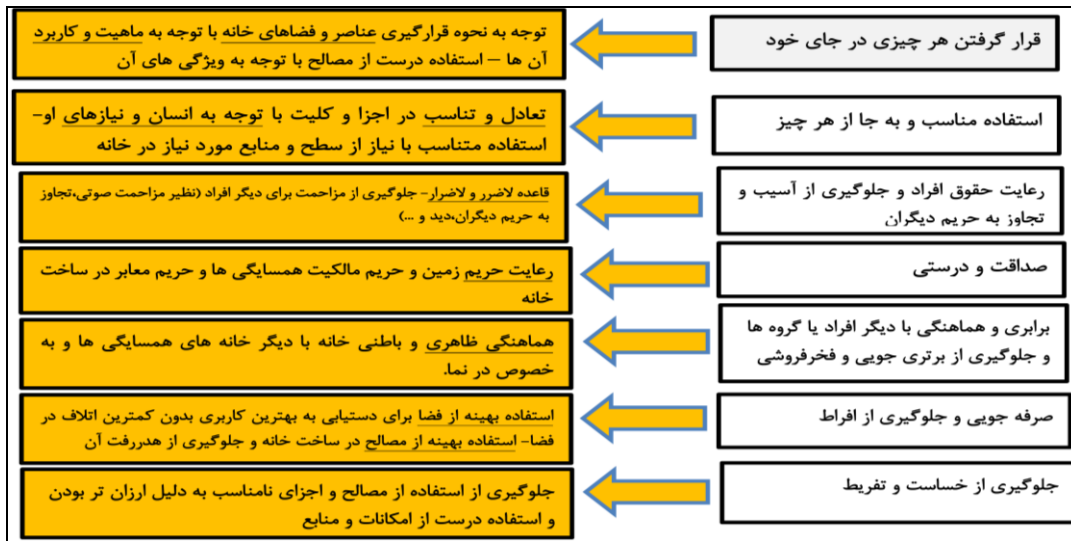 قرار گرفتن هر چیزی در جای خود
توجه به نحوه قرارگیری عناصر و فضاهای خانه با توجه به ماهیت و کاربرد
آن ها – استفاده درست از مصالح با توجه به ویژگی های آن
استفاده مناسب و به جا از هر چیز
تعادل و تناسب در اجزا و کلیت با توجه به انسان و نیازهای او-
استفاده متناسب با نیاز از سطح و منابع مورد نیاز در خانه
رعایت حقوق افراد و جلوگیری از آسیب و
تجاوز به حریم دیگران
قاعده لاضرر و لاضرار- جلوگیری از مزاحمت برای دیگر افراد (نظیر مزاحمت صوتی،تجاوز
به حریم دیگران،دید و ...)
صداقت و درستی
رعایت حریم زمین و حریم مالکیت همسایگی ها و حریم معابر در ساخت
خانه
برابری و هماهنگی با دیگر افراد یا گروه ها
و جلوگیری از برتری جویی و فخرفروشی
هماهنگی ظاهری و باطنی خانه با دیگر خانه های همسایگی ها و به
خصوص در نما.
صرفه جویی و جلوگیری از افراط
استفاده بهینه از فضا برای دستیابی به بهترین کاربری بدون کمترین اتلاف در
فضا- استفاده بهینه از مصالح در ساخت خانه و جلوگیری از هدررفت آن
جلوگیری از خساست و تفریط
جلوگیری از استفاده از مصالح و اجزای نامناسب به دلیل ارزان تر بودن
و استفاده درست از امکانات و منابع